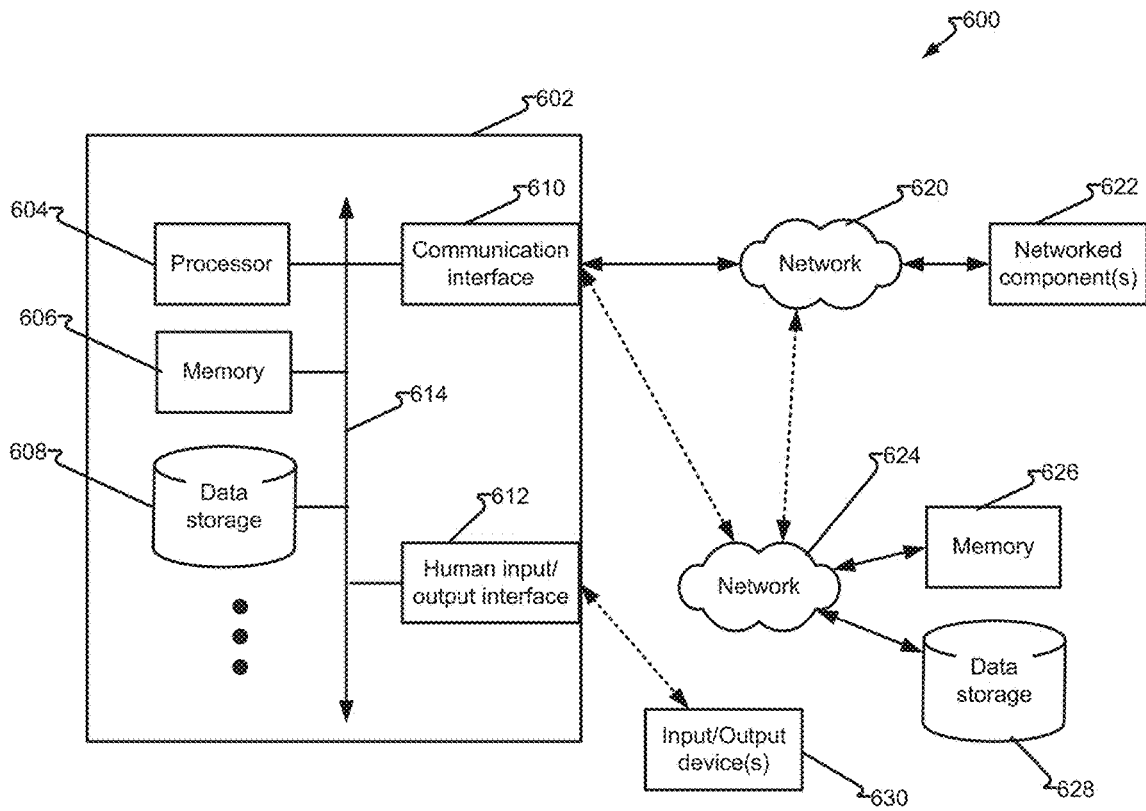 600
602
604
Processor
610
Communication
interface
620
Network
622
Networked
component(s)
606
Memory
614
608
Data
storage
612
Human input/
output interface
624
Network
626
Memory
Data
storage
628
Input/Output
device(s)
630